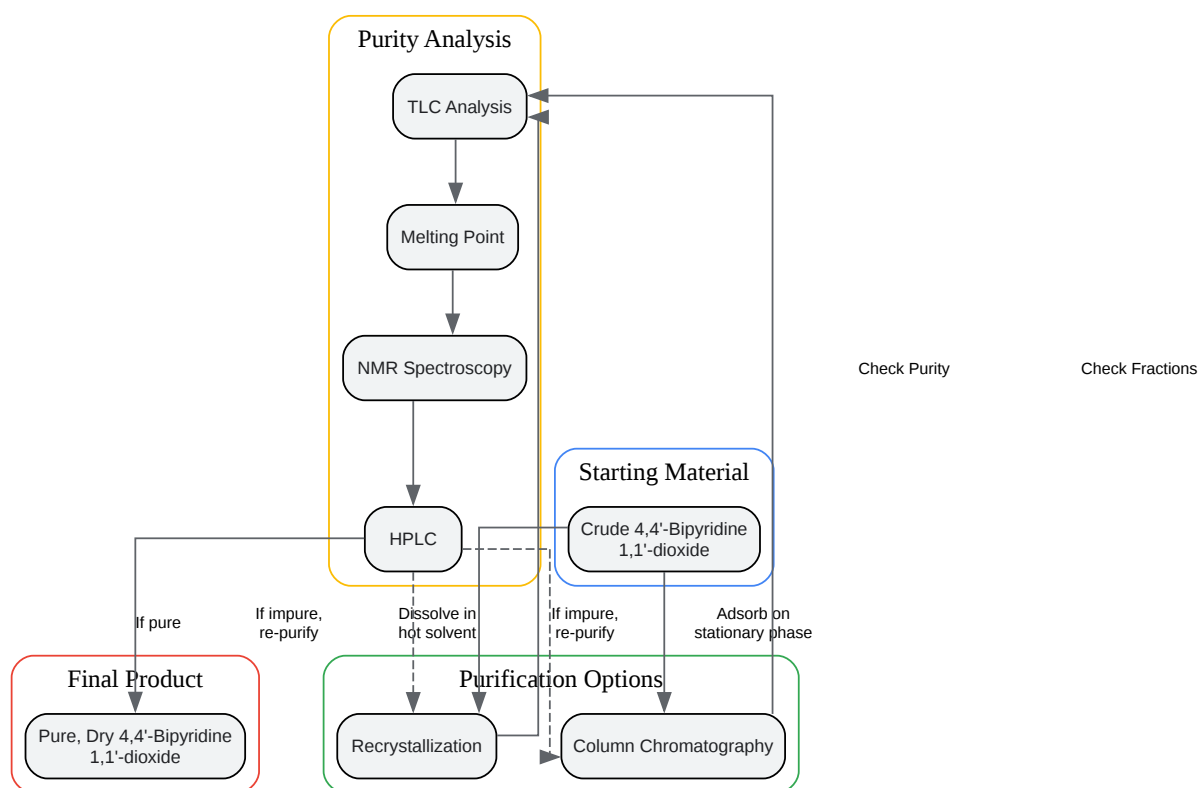 Purity Analysis
TLC Analysis
Melting Point
NMR Spectroscopy
Check Purity
Check Fractions
Starting Material
HPLC
Crude 4,4'-Bipyridine
1,1'-dioxide
If pure
If impure,
re-purify
Dissolve in
hot solvent
If impure,
re-purify
Adsorb on
stationary phase
Final Product
Purification Options
Pure, Dry 4,4'-Bipyridine
1,1'-dioxide
Recrystallization
Column Chromatography